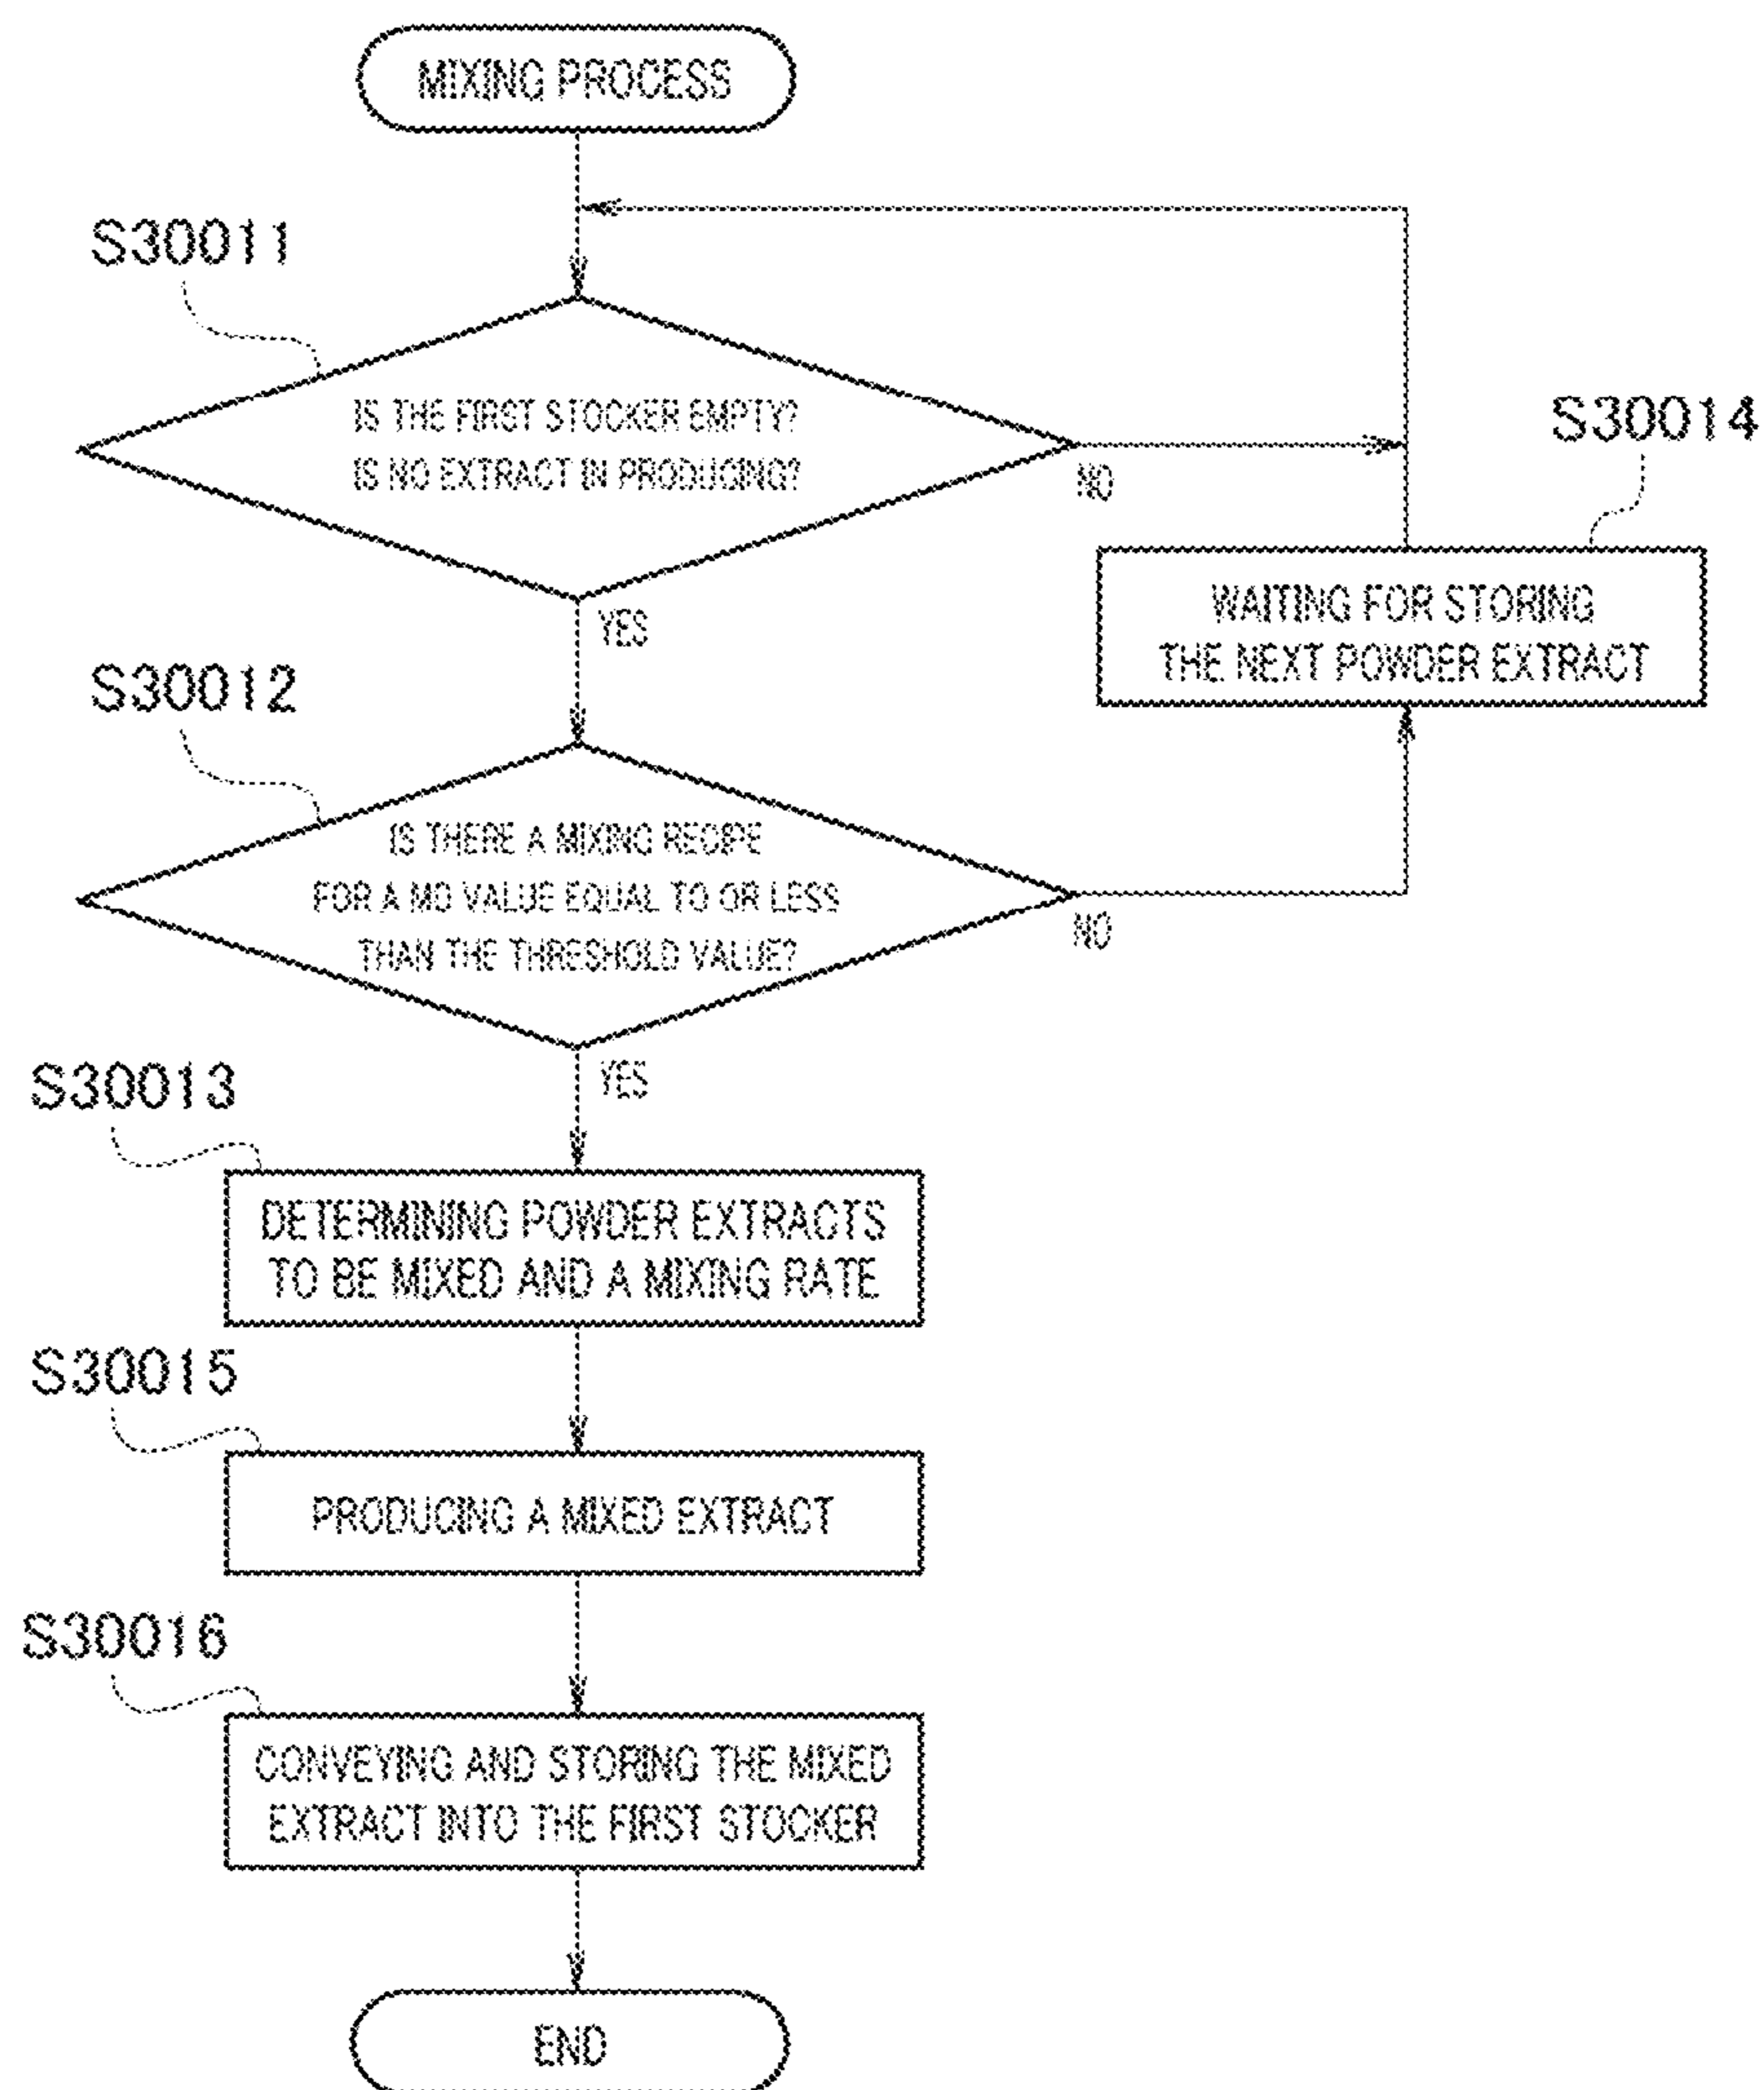 MIXING PROCESS
S30011
IS THE FIRST STOCKER EMPTY?
IS NO EXTRACT IN PRODUCING?
NO
YES
S30014
WAITING FOR STORING
THE NEXT POWDER EXTRACT
S30012
IS THERE A MIXING RECIPE
FOR A MD VALUE EQUAL TO OR LESS
THAN THE THRESHOLD VALUE?
NO
YES
S30013
DETERMINING POWDER EXTRACTS
TO BE MIXED AND A MIXING RATE
S30015
PRODUCING A MIXED EXTRACT
S30016
CONVEYING AND STORING THE MIXED
EXTRACT INTO THE FIRST STOCKER
END